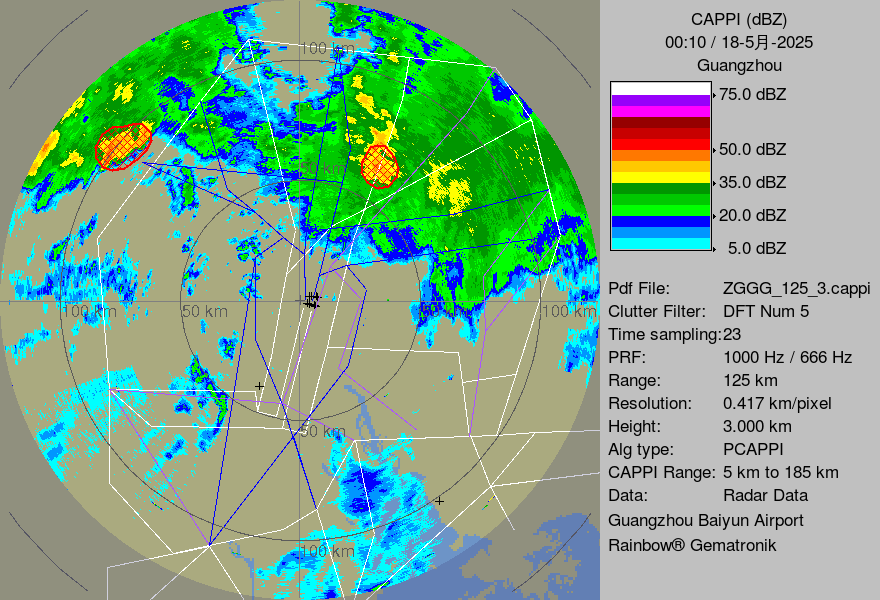 CAPPI (dBZ)
00:10 / 18-5月-2025
Guangzhou
75.0 dBZ
50.0 dBZ
35.0 dBZ
20.0 dBZ
5.0 dBZ
Pdf File: ZGGG_125_3.cappi
Clutter Filter: DFT Num 5
Time sampling:23
PRF: 1000 Hz / 666 Hz
Range: 125 km
Resolution: 0.417 km/pixel
Height: 3.000 km
Alg type: PCAPPI
CAPPI Range: 5 km to 185 km
Data: Radar Data
Guangzhou Baiyun Airport
Rainbow® Gematronik
100 km
100 km
50 km
100 km
50 km
100 km